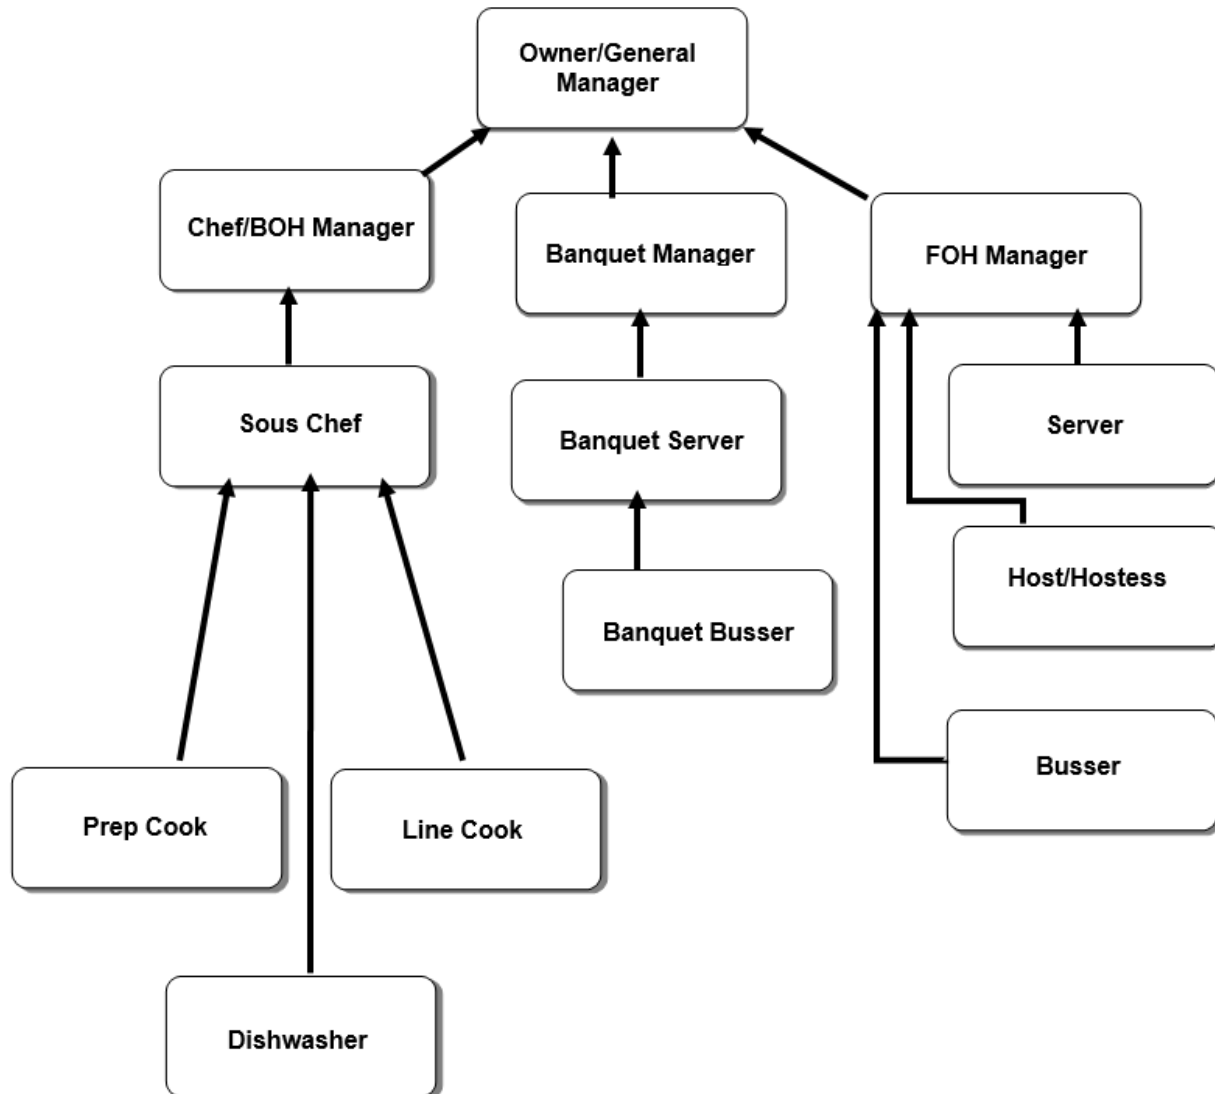 Owner/General
Manager
Chef/BOH Manager
Banquet Manager
FOH Manager
Sous Chef
Banquet Server
Server
Host/Hostess
Banquet Busser
Busser
Prep Cook
Line Cook
Dishwasher